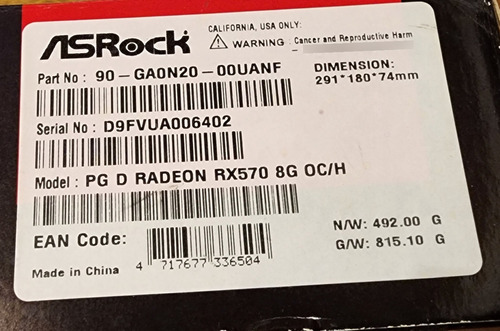 ASRock
CALIFORNIA, USA ONLY:
WARNING: Cancer and Reproductive Harm
Part No : 90-GA0N20-00UANF
DIMENSION:
291*180*74mm
Serial No : D9FVUA006402
Model : PG D RADEON RX570 8G OC/H
EAN Code:
4 717677 336504
N/W: 492.00 G
G/W: 815.10 G
Made in China